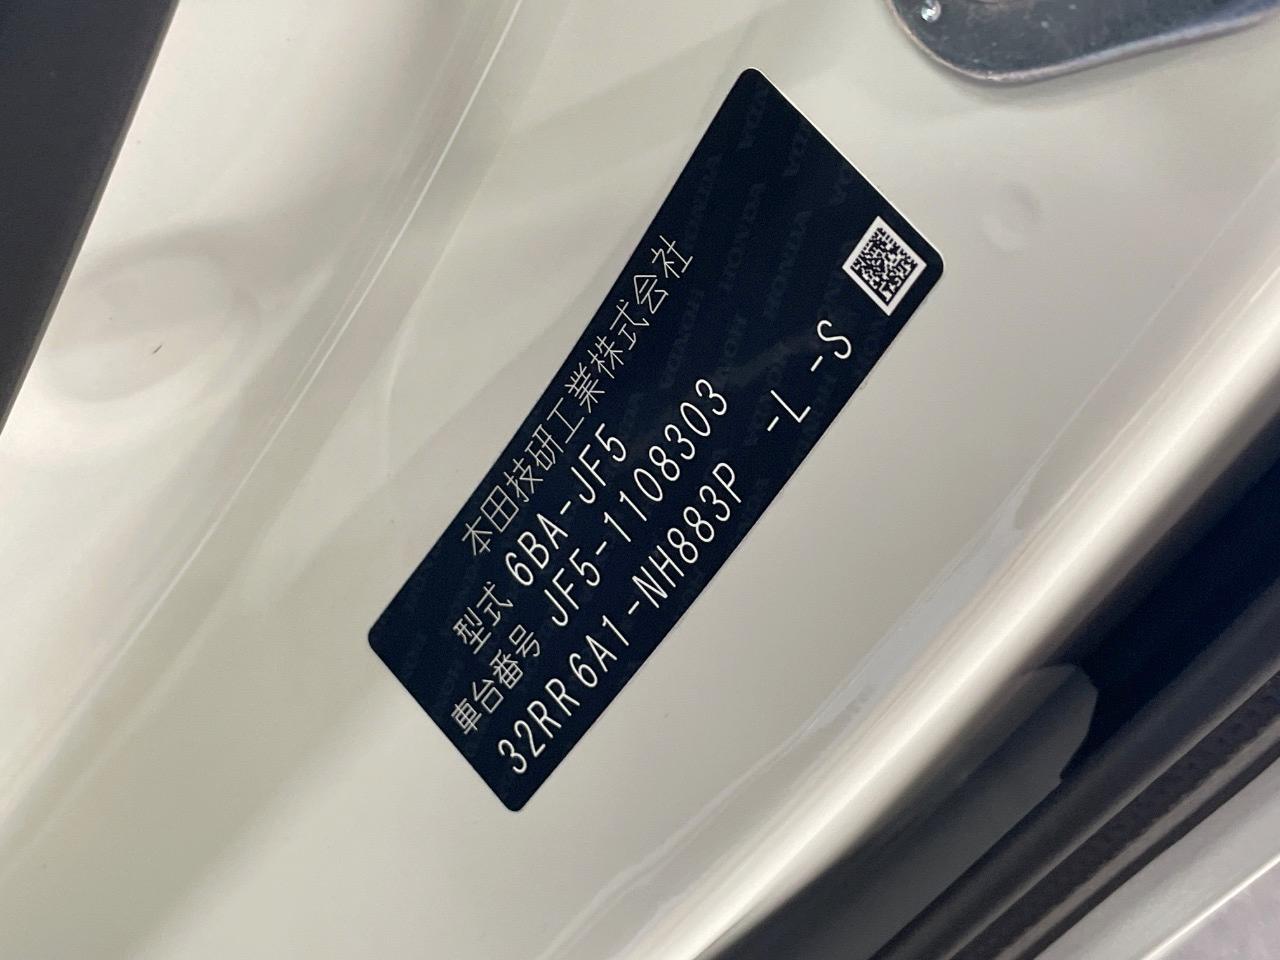 本田技研工業株式会社
型式 6BA-JF5
車台番号 JF5-1108303
32RR6A1-NH883P -L -S